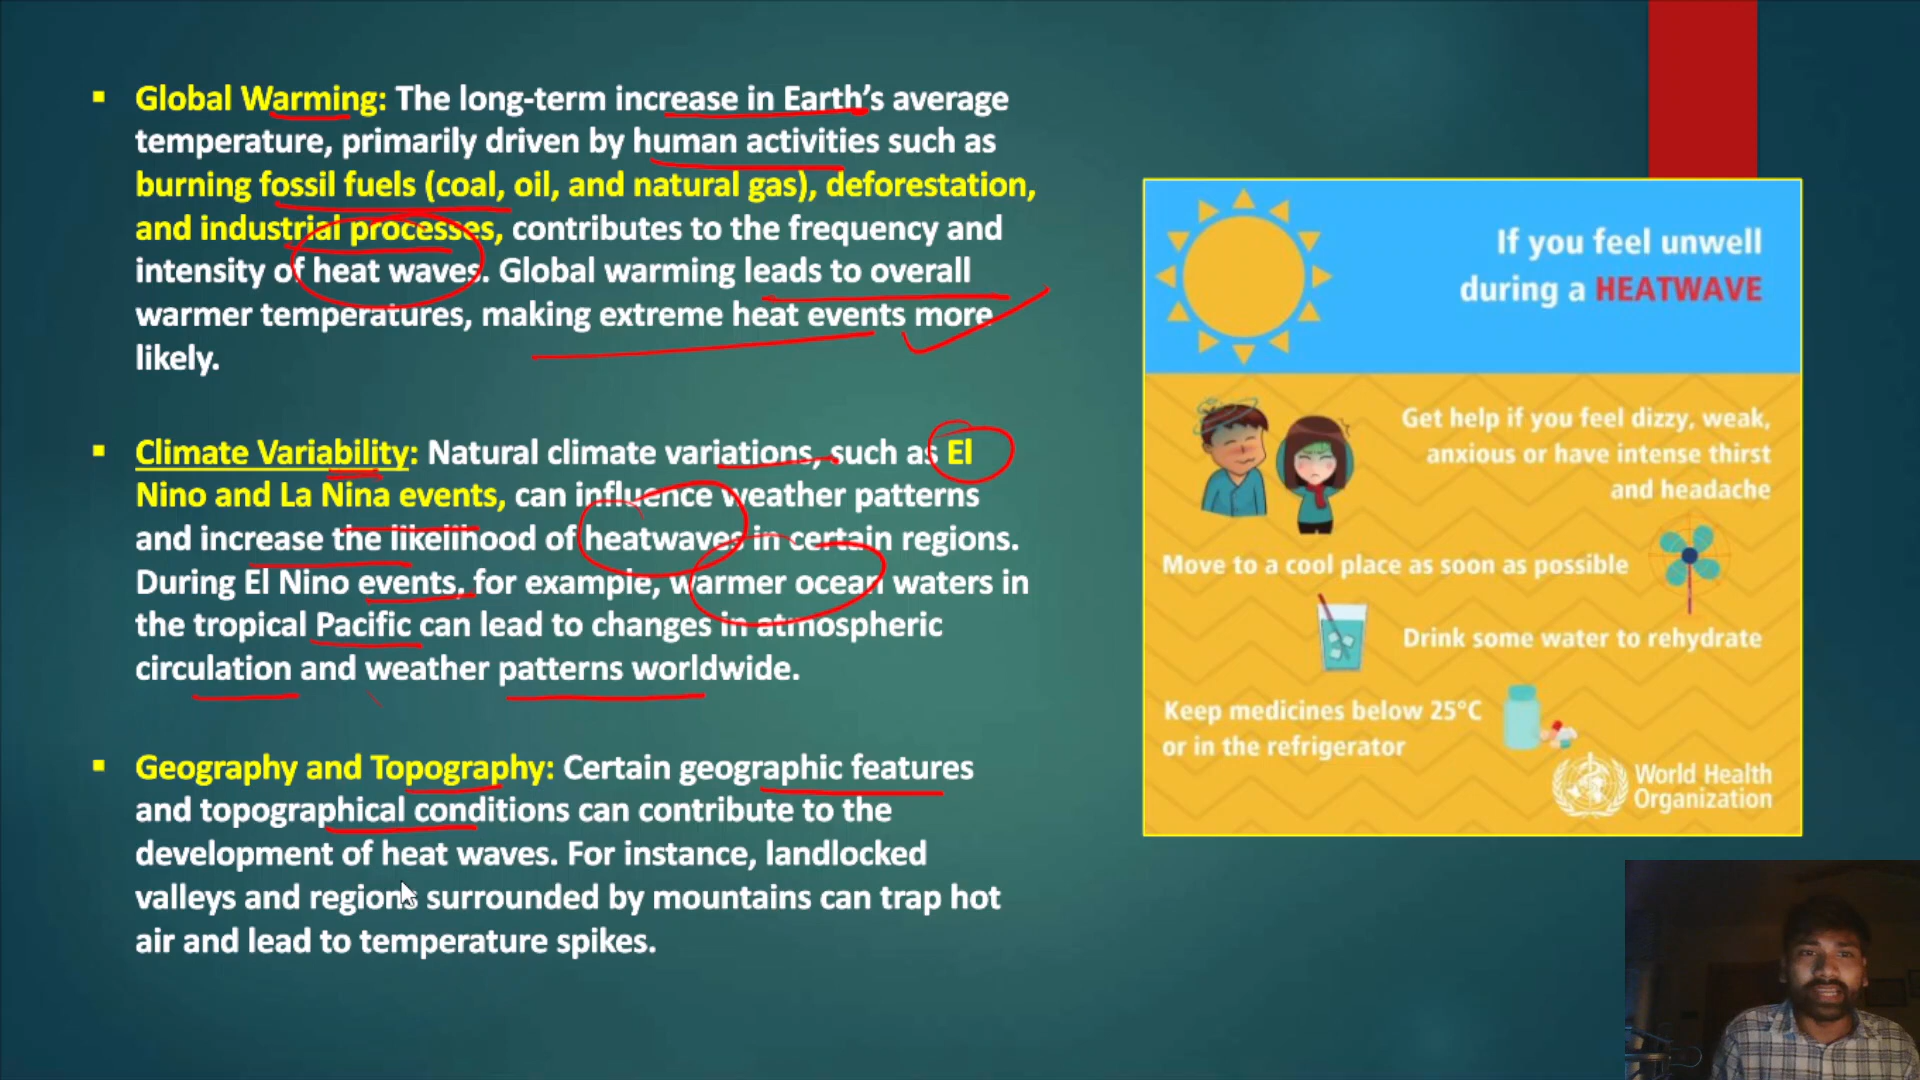 Global Warming: The long-term increase in Earth's average
temperature, primarily driven by human activities such as
burning fossil fuels (coal, oil, and natural gas), deforestation,
and industrial processes, contributes to the frequency and
intensity of heat waves. Global warming leads to overall
warmer temperatures, making extreme heat events more
likely.
Climate Variability: Natural climate variations, such as El
Nino and La Nina events, can influence weather patterns
and increase the likelihood of heatwaves in certain regions.
During El Nino events, for example, warmer ocean waters in
the tropical Pacific can lead to changes in atmospheric
circulation and weather patterns worldwide.
Geography and Topography: Certain geographic features
and topographical conditions can contribute to the
development of heat waves. For instance, landlocked
valleys and regions surrounded by mountains can trap hot
air and lead to temperature spikes.
If you feel unwell
during a HEATWAVE
Get help if you feel dizzy, weak,
anxious or have intense thirst
and headache
Move to a cool place as soon as possible
Drink some water to rehydrate
Keep medicines below 25°C
or in the refrigerator
World Health
Organization